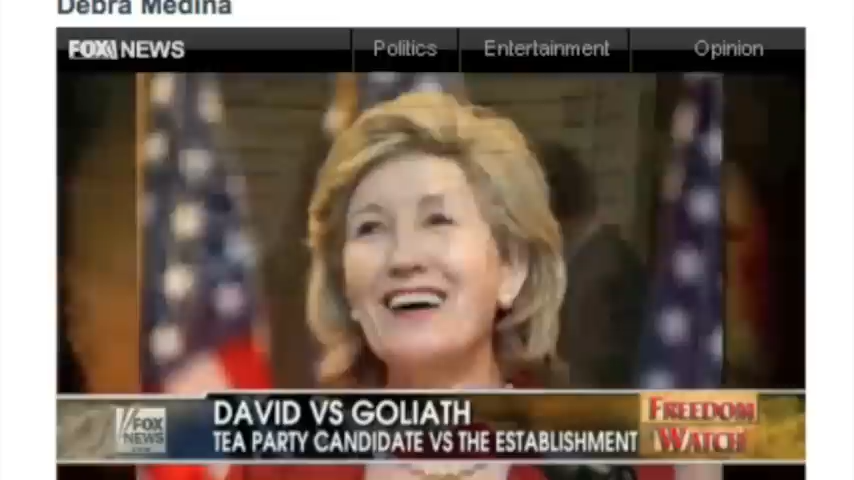 Debra Medina
FOX NEWS
Politics
Entertainment
Opinion
FOX
NEWS
DAVID VS GOLIATH
TEA PARTY CANDIDATE VS THE ESTABLISHMENT
FREEDOM
WATCH